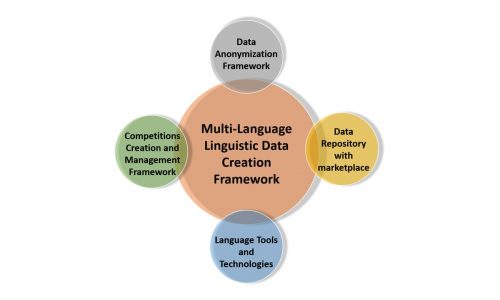 Data
Anonymization
Framework
Multi-Language
Linguistic Data
Creation
Framework
Competitions
Creation and
Management
Framework
Data
Repository
with
marketplace
Language Tools
and
Technologies